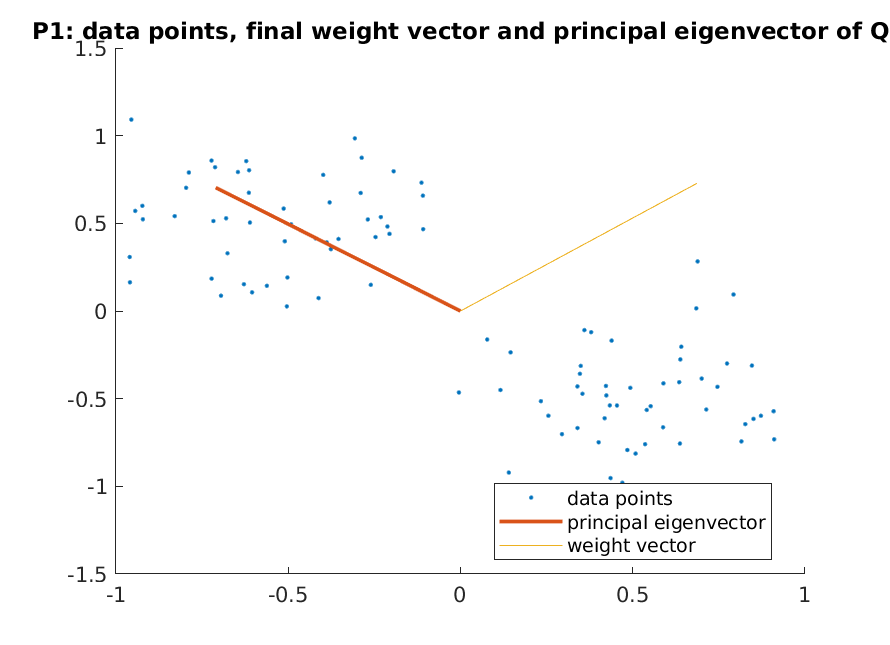 P1: data points, final weight vector and principal eigenvector of Q
1.5
1
0.5
0
-0.5
-1
-1.5
-1 -0.5 0 0.5 1
data points
principal eigenvector
weight vector